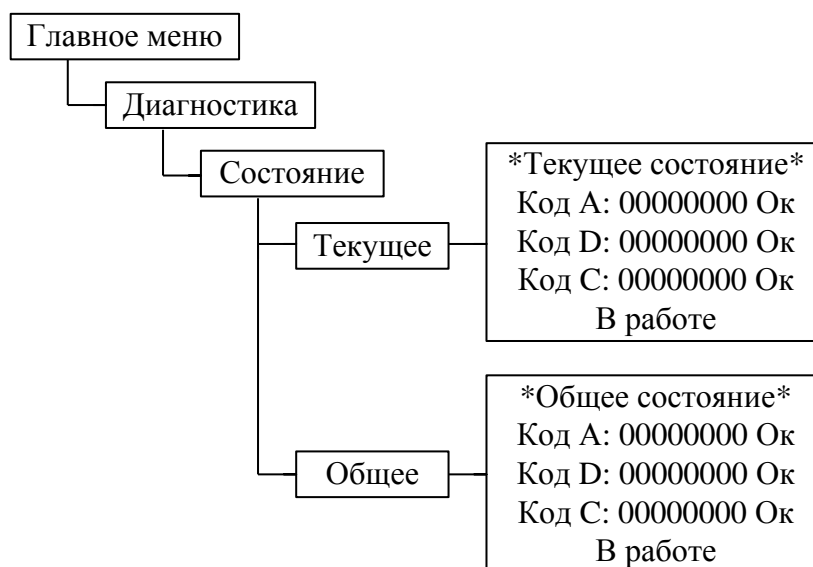 Главное меню
Диагностика
Состояние
Текущее
*Текущее состояние*
Код А: 00000000 Ок
Код D: 00000000 Ок
Код С: 00000000 Ок
В работе
Общее
*Общее состояние*
Код А: 00000000 Ок
Код D: 00000000 Ок
Код С: 00000000 Ок
В работе